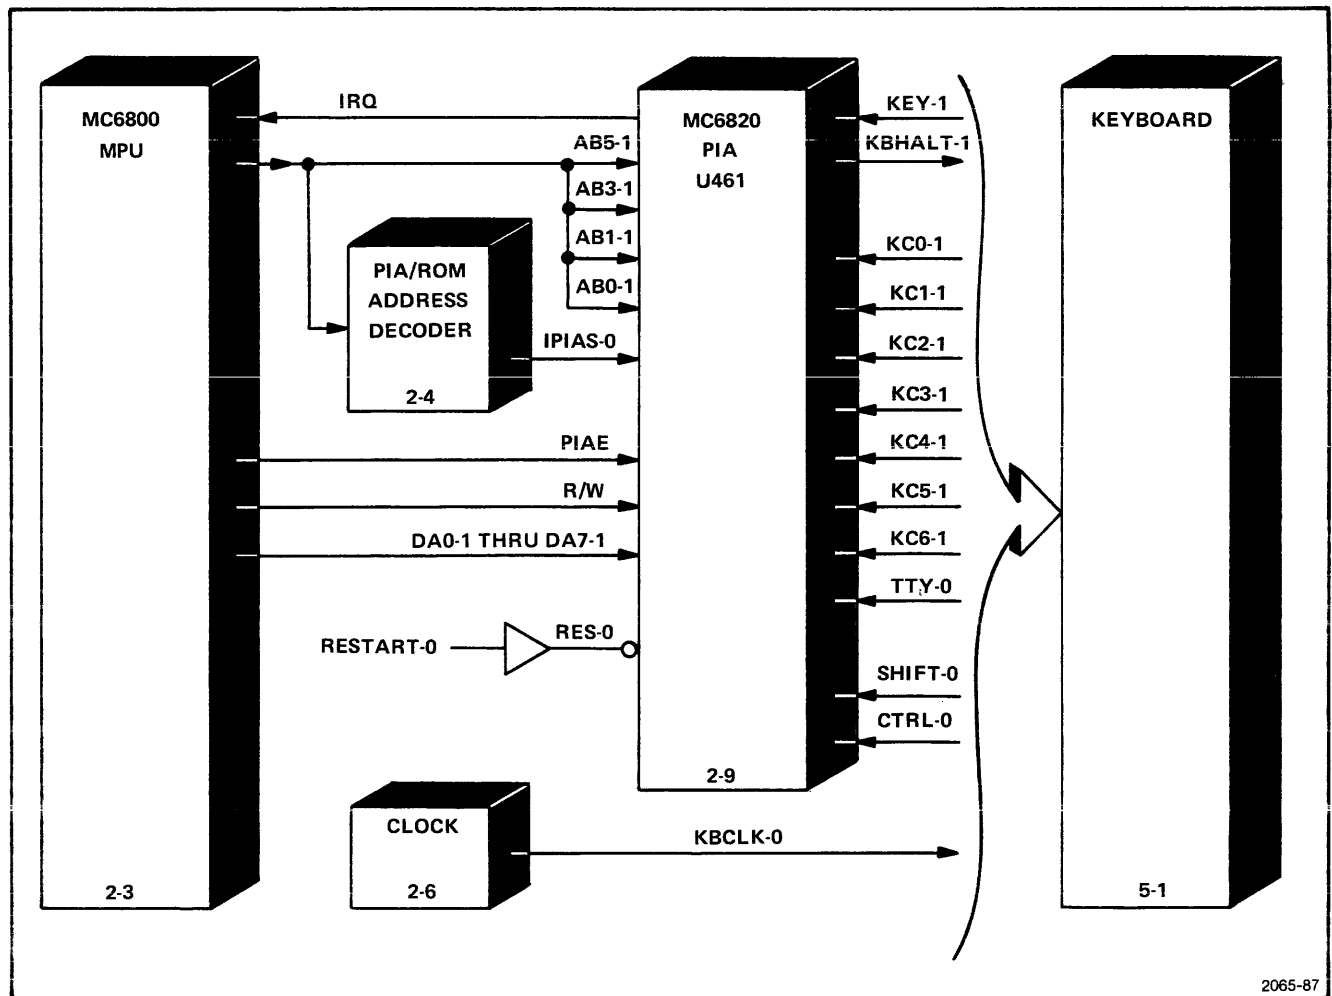 IRQ
MC6800
MPU
MC6820
PIA
U461
KEY-1
KBHALT-1
KEYBOARD
AB5-1
AB3-1
AB1-1
AB0-1
PIA/ROM
ADDRESS
DECODER
2-4
IPIAS-0
KC0-1
KC1-1
KC2-1
KC3-1
KC4-1
KC5-1
KC6-1
TTY-0
SHIFT-0
CTRL-0
PIAE
R/W
DA0-1 THRU DA7-1
RESTART-0
RES-0
2-9
CLOCK
2-6
KBCLK-0
2-3
5-1
2065-87